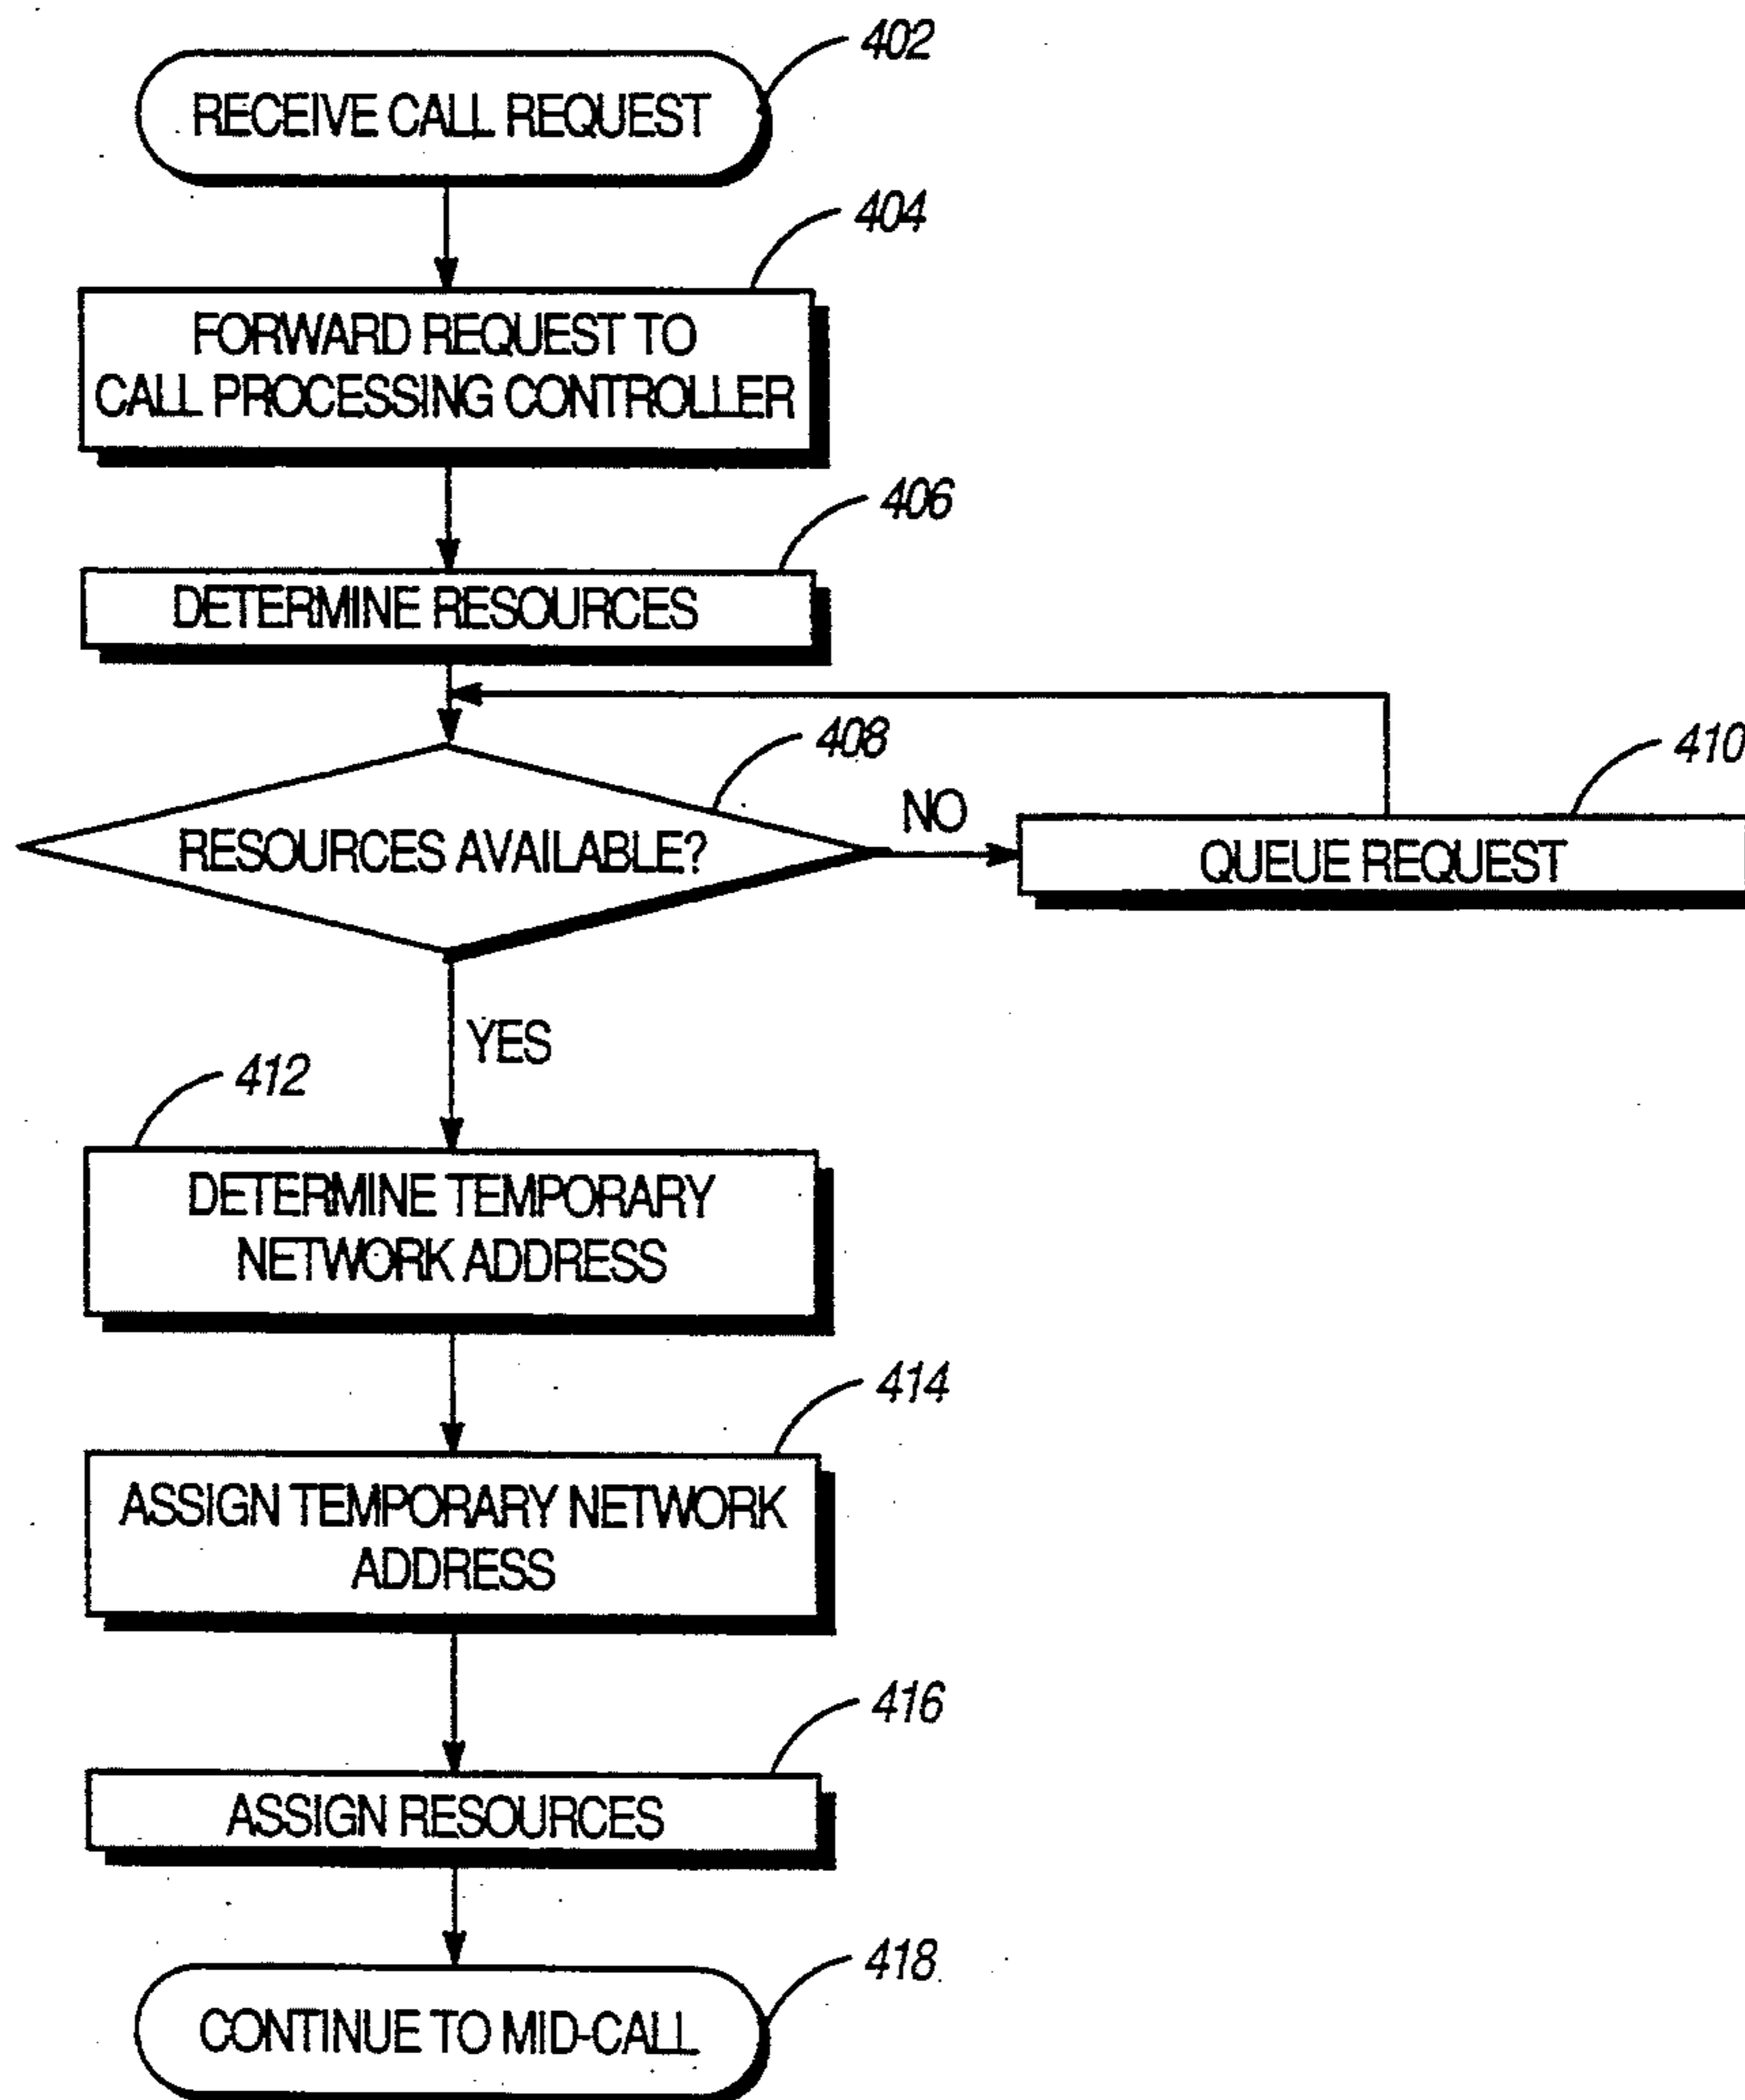 402
RECEIVE CALL REQUEST
404
FORWARD REQUEST TO
CALL PROCESSING CONTROLLER
406
DETERMINE RESOURCES
408
RESOURCES AVAILABLE?
NO
410
QUEUE REQUEST
YES
412
DETERMINE TEMPORARY
NETWORK ADDRESS
414
ASSIGN TEMPORARY NETWORK
ADDRESS
416
ASSIGN RESOURCES
418
CONTINUE TO MID-CALL